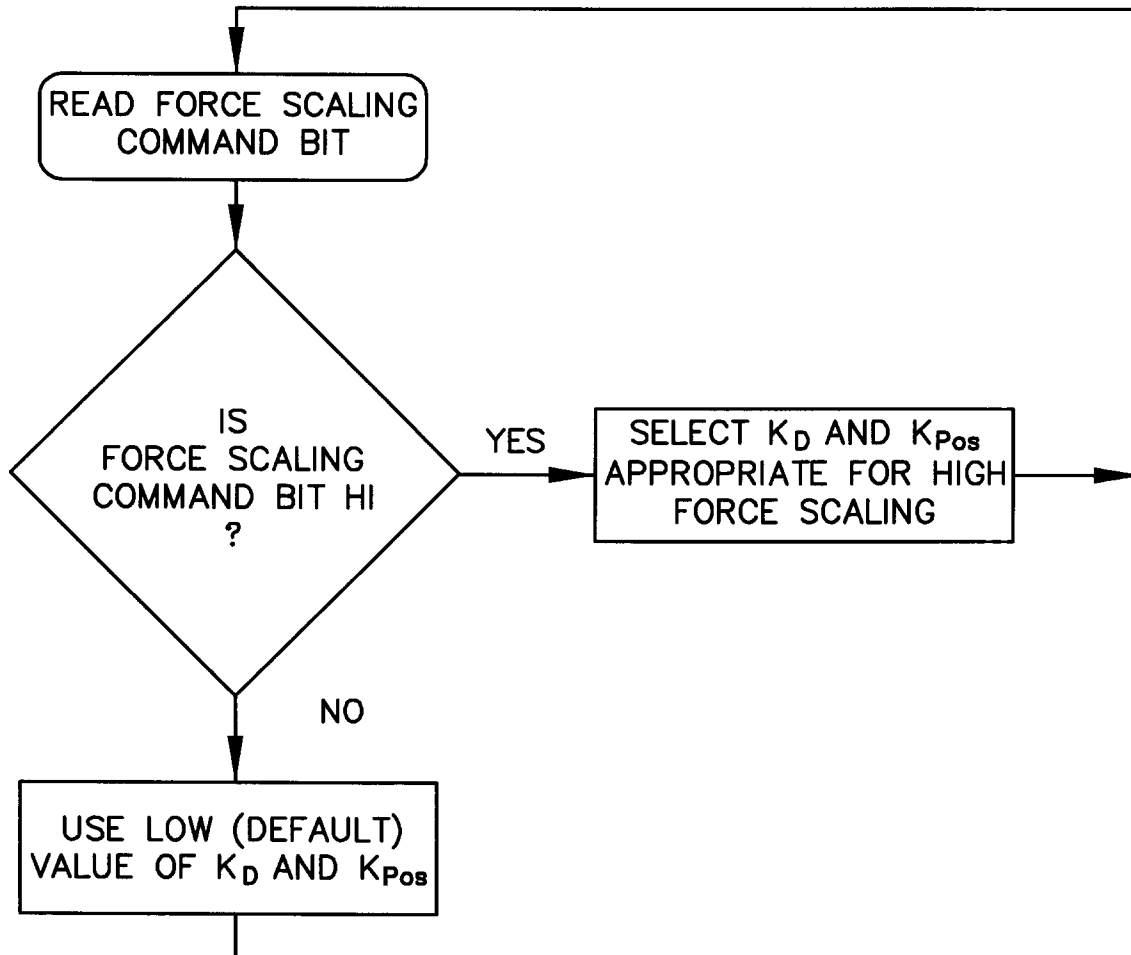 READ FORCE SCALING
COMMAND BIT
IS
FORCE SCALING
COMMAND BIT HI
?
YES
SELECT K_D AND K_Pos
APPROPRIATE FOR HIGH
FORCE SCALING
NO
USE LOW (DEFAULT)
VALUE OF K_D AND K_Pos